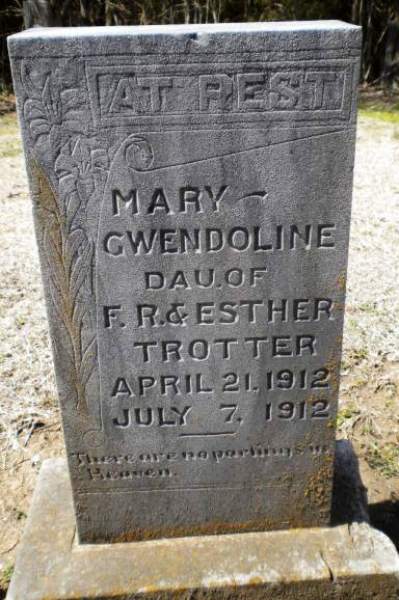 AT REST
MARY
GWENDOLINE
DAU. OF
F. R. & ESTHER
TROTTER
APRIL 21. 1912
JULY 7, 1912
There are no partings in
Heaven.